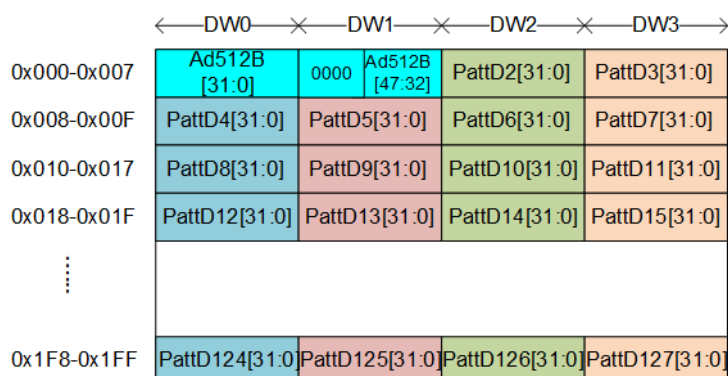 DW0 DW1 DW2 DW3
0x000-0x007 Ad512B [31:0] 0000 Ad512B [47:32] PattD2[31:0] PattD3[31:0]
0x008-0x00F PattD4[31:0] PattD5[31:0] PattD6[31:0] PattD7[31:0]
0x010-0x017 PattD8[31:0] PattD9[31:0] PattD10[31:0] PattD11[31:0]
0x018-0x01F PattD12[31:0] PattD13[31:0] PattD14[31:0] PattD15[31:0]
0x1F8-0x1FF PattD124[31:0] PattD125[31:0] PattD126[31:0] PattD127[31:0]